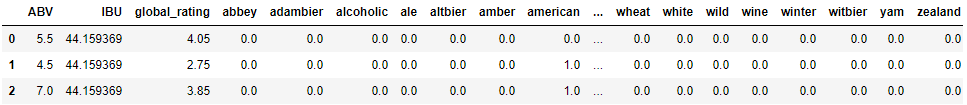 ABV IBU global_rating abbey adambier alcoholic ale altbier amber american ... wheat white wild wine winter witbier yam zealand
0 5.5 44.159369 4.05 0.0 0.0 0.0 0.0 0.0 0.0 0.0 ... 0.0 0.0 0.0 0.0 0.0 0.0 0.0 0.0
1 4.5 44.159369 2.75 0.0 0.0 0.0 0.0 0.0 0.0 1.0 ... 0.0 0.0 0.0 0.0 0.0 0.0 0.0 0.0
2 7.0 44.159369 3.85 0.0 0.0 0.0 0.0 0.0 0.0 1.0 ... 0.0 0.0 0.0 0.0 0.0 0.0 0.0 0.0